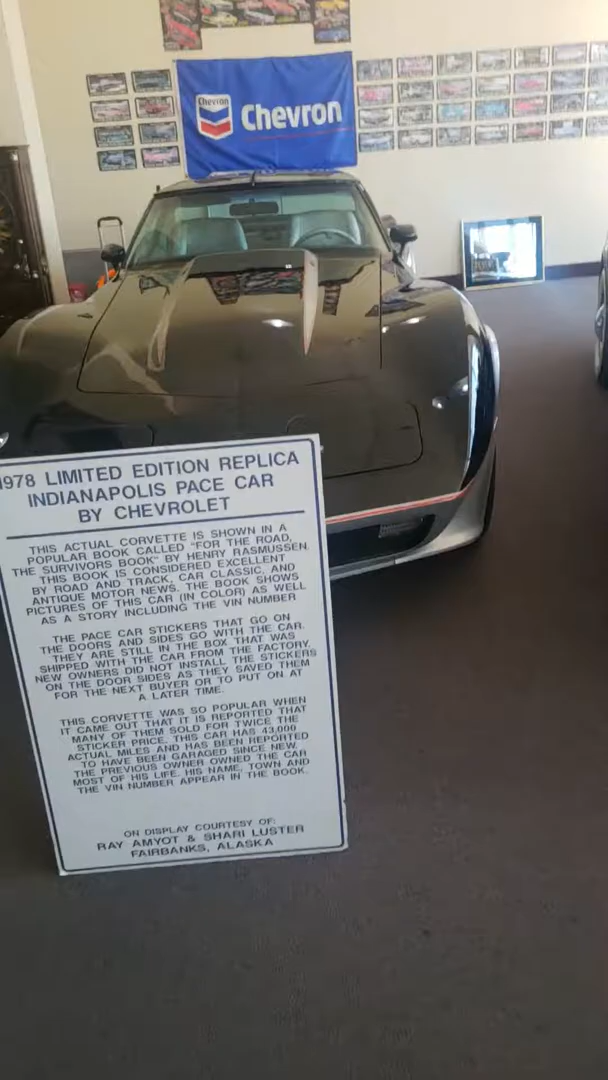 Chevron
Chevron
1978 LIMITED EDITION REPLICA
INDIANAPOLIS PACE CAR
BY CHEVROLET
THIS ACTUAL CORVETTE IS SHOWN IN A
POPULAR BOOK CALLED "FOR THE ROAD,
THE SURVIVORS BOOK" BY HENRY RASMUSSEN.
THIS BOOK IS CONSIDERED EXCELLENT
BY ROAD AND TRACK, CAR CLASSIC, AND
ANTIQUE MOTOR NEWS. THE BOOK SHOWS
PICTURES OF THIS CAR (IN COLOR) AS WELL
AS A STORY INCLUDING THE VIN NUMBER
THE PACE CAR STICKERS THAT GO ON
THE DOORS AND SIDES GO WITH THE CAR.
THEY ARE STILL IN THE BOX THAT WAS
SHIPPED WITH THE CAR FROM THE FACTORY.
NEW OWNERS DID NOT INSTALL THE STICKERS
ON THE DOOR SIDES AS THEY SAVED THEM
FOR THE NEXT BUYER OR TO PUT ON AT
A LATER TIME.
THIS CORVETTE WAS SO POPULAR WHEN
IT CAME OUT THAT IT IS REPORTED THAT
MANY OF THEM SOLD FOR TWICE THE
STICKER PRICE. THIS CAR HAS 43,000
ACTUAL MILES AND HAS BEEN REPORTED
TO HAVE BEEN GARAGED SINCE NEW.
THE PREVIOUS OWNER OWNED THE CAR
MOST OF HIS LIFE. HIS NAME, TOWN AND
THE VIN NUMBER APPEAR IN THE BOOK.
ON DISPLAY COURTESY OF:
RAY AMYOT & SHARI LUSTER
FAIRBANKS, ALASKA